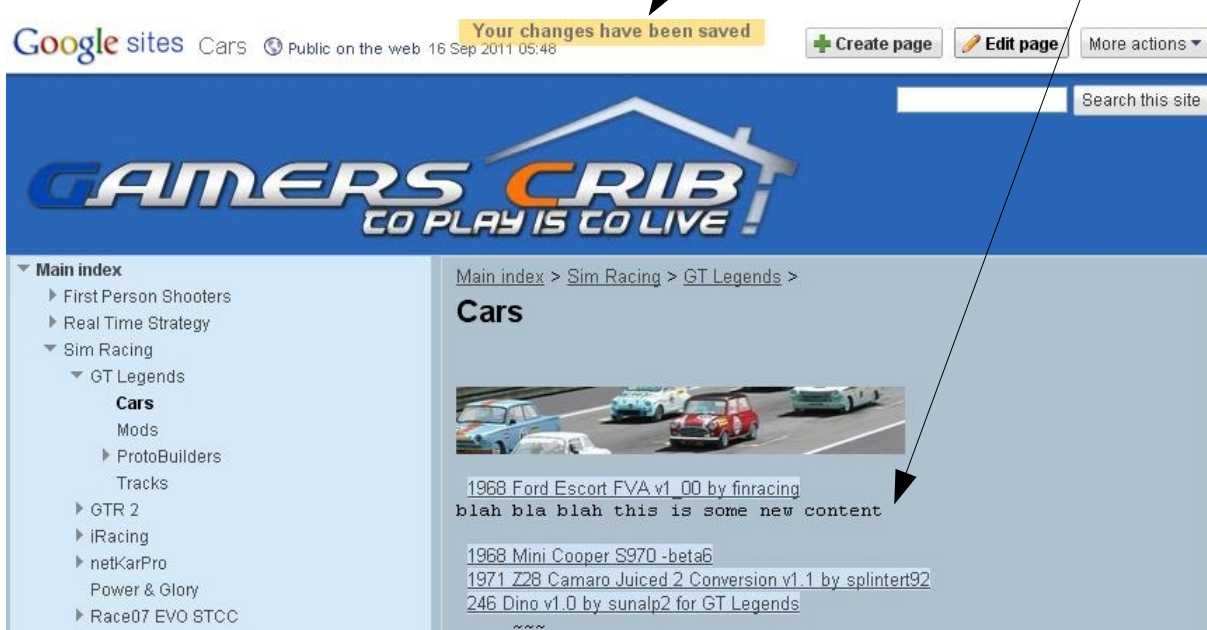 Your changes have been saved
Google sites Cars Public on the web 16 Sep 2011 05:48
Create page Edit page More actions
Search this site
GAMERS CRIB
TO PLAY IS TO LIVE !
Main index
First Person Shooters
Real Time Strategy
Sim Racing
GT Legends
Cars
Mods
ProtoBuilders
Tracks
GTR 2
iRacing
netKarPro
Power & Glory
Race07 EVO STCC
Main index > Sim Racing > GT Legends >
Cars
1968 Ford Escort FVA v1_00 by finracing
blah bla blah this is some new content
1968 Mini Cooper S970 -beta6
1971 Z28 Camaro Juiced 2 Conversion v1.1 by splintert92
246 Dino v1.0 by sunalp2 for GT Legends
~~~